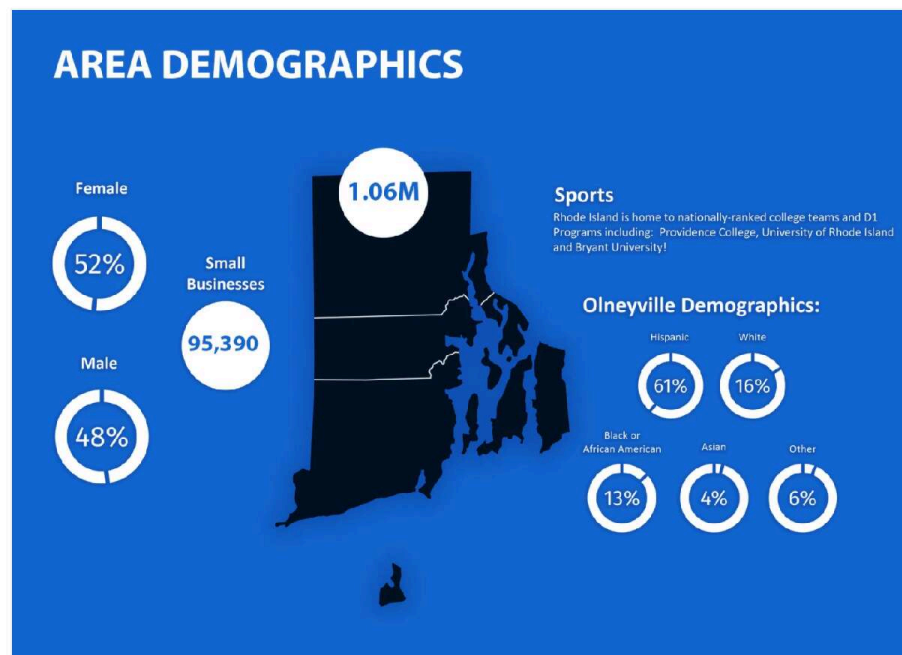 AREA DEMOGRAPHICS
Female
52%
Male
48%
Small
Businesses
95,390
1.06M
Sports
Rhode Island is home to nationally-ranked college teams and D1
Programs including: Providence College, University of Rhode Island
and Bryant University!
Olneyville Demographics:
Hispanic
61%
White
16%
Black or
African American
13%
Asian
4%
Other
6%